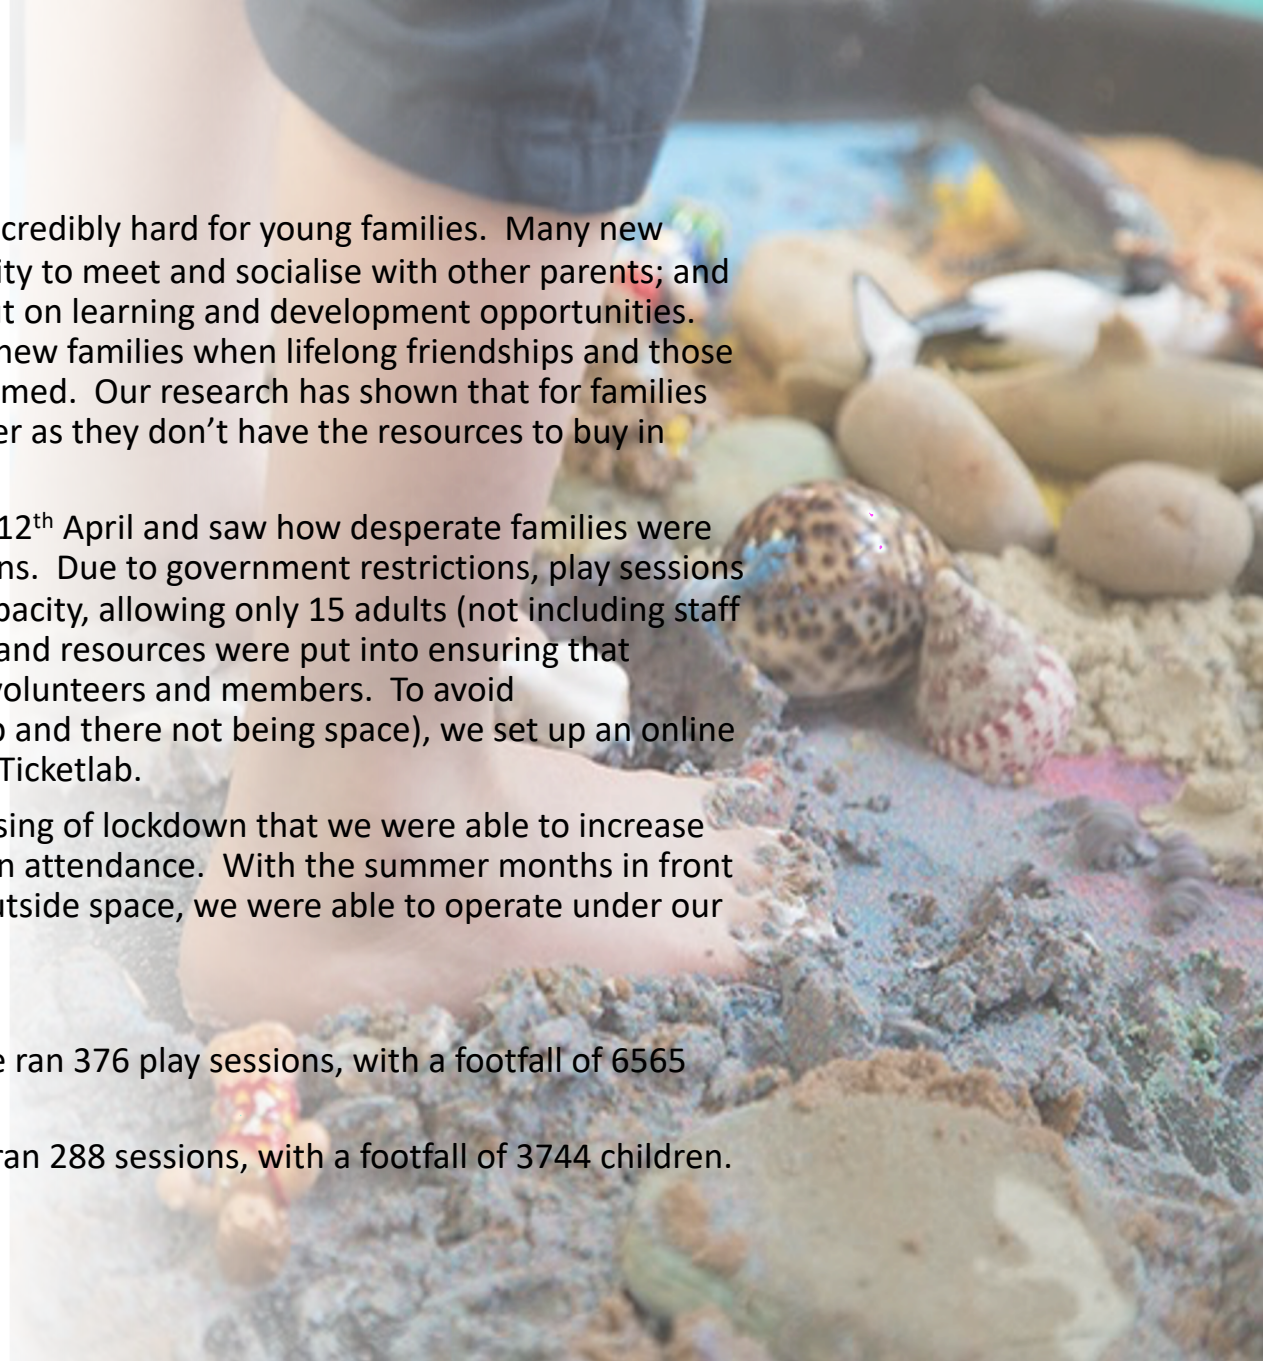 credibly hard for young families.  Many new
ity to meet and socialise with other parents; and
t on learning and development opportunities.
new families when lifelong friendships and those
med.  Our research has shown that for families
er as they don’t have the resources to buy in
12th April and saw how desperate families were
ns.  Due to government restrictions, play sessions
pacity, allowing only 15 adults (not including staff
and resources were put into ensuring that
volunteers and members.  To avoid
and there not being space), we set up an online
Ticketlab.
sing of lockdown that we were able to increase
n attendance.  With the summer months in front
utside space, we were able to operate under our
e ran 376 play sessions, with a footfall of 6565
ran 288 sessions, with a footfall of 3744 children.